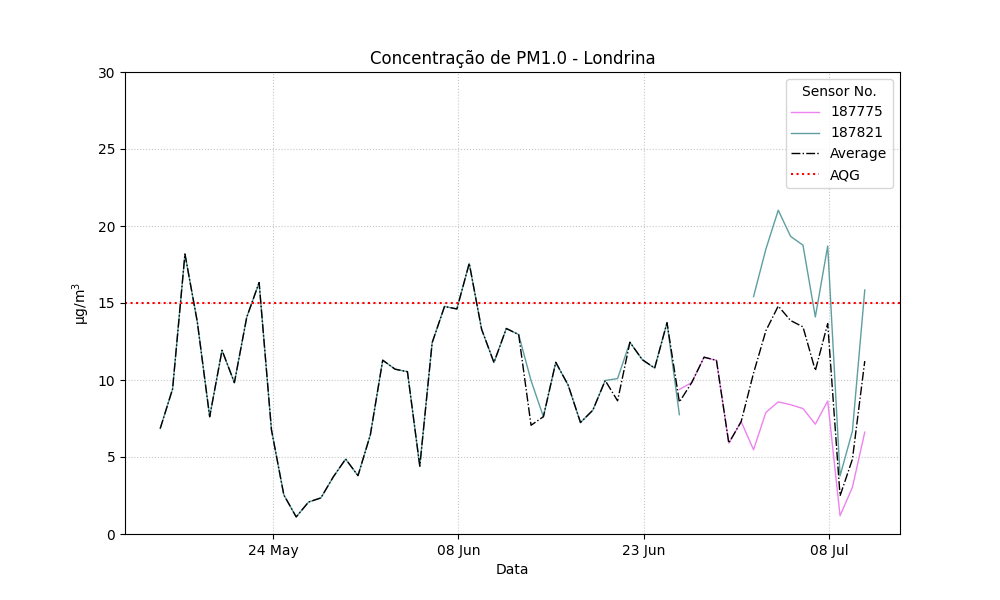 Concentração de PM1.0 - Londrina
30
25
20
15
10
5
0
µg/m³
Sensor No.
187775
187821
Average
AQG
24 May
08 Jun
23 Jun
08 Jul
Data